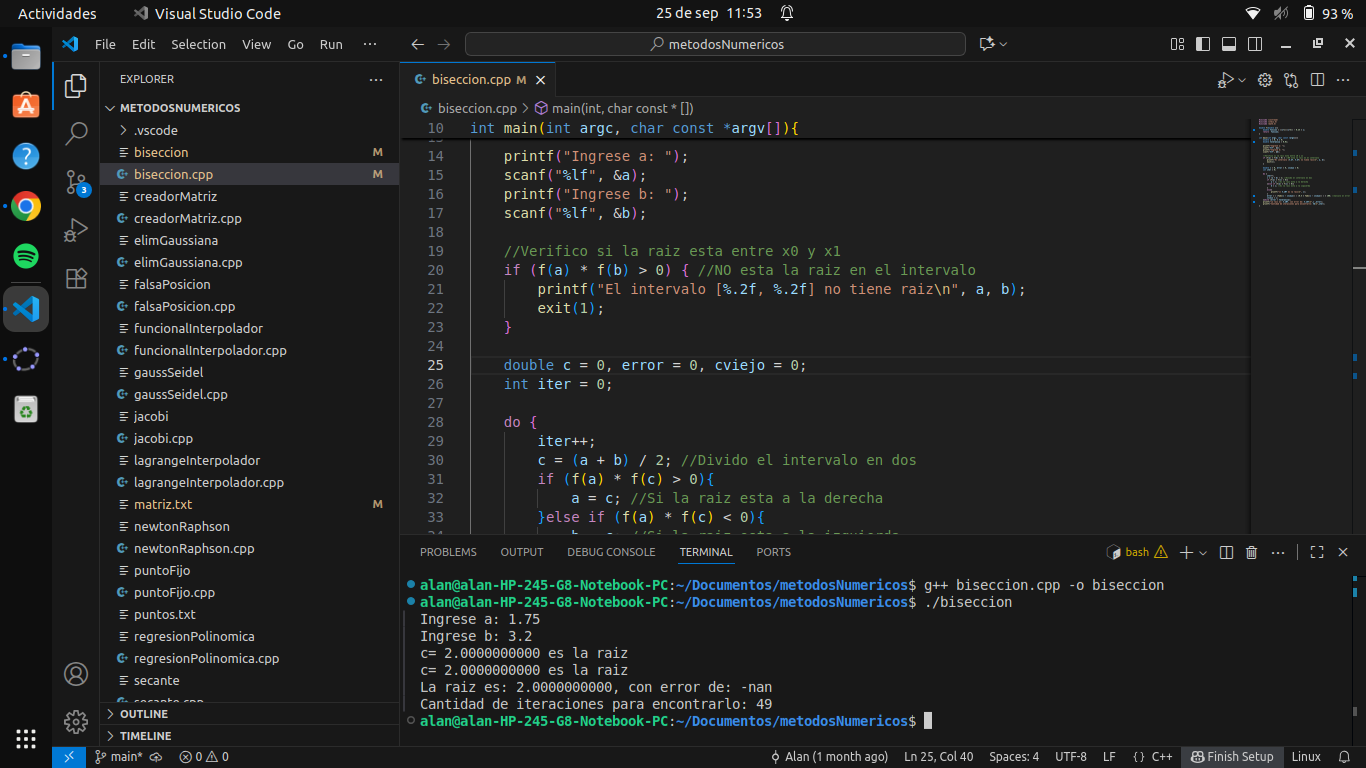 Actividades
Visual Studio Code
25 de sep 11:53
93 %
File Edit Selection View Go Run ···
metodosNumericos
EXPLORER
METODOSNUMERICOS
.vscode
biseccion M
biseccion.cpp M
creadorMatriz
creadorMatriz.cpp
elimGaussiana
elimGaussiana.cpp
falsaPosicion
falsaPosicion.cpp
funcionalInterpolador
funcionalInterpolador.cpp
gaussSeidel
gaussSeidel.cpp
jacobi
jacobi.cpp
lagrangeInterpolador
lagrangeInterpolador.cpp
matriz.txt M
newtonRaphson
newtonRaphson.cpp
puntoFijo
puntoFijo.cpp
puntos.txt
regresionPolinomica
regresionPolinomica.cpp
secante
secante.cpp
OUTLINE
TIMELINE
3
biseccion.cpp M
biseccion.cpp > main(int, char const * [])
10 int main(int argc, char const *argv[]){
14 printf("Ingrese a: ");
15 scanf("%lf", &a);
16 printf("Ingrese b: ");
17 scanf("%lf", &b);
18
19 //Verifico si la raiz esta entre x0 y x1
20 if (f(a) * f(b) > 0) { //NO esta la raiz en el intervalo
21 printf("El intervalo [%.2f, %.2f] no tiene raiz\n", a, b);
22 exit(1);
23 }
24
25 double c = 0, error = 0, cviejo = 0;
26 int iter = 0;
27
28 do {
29 iter++;
30 c = (a + b) / 2; //Divido el intervalo en dos
31 if (f(a) * f(c) > 0){
32 a = c; //Si la raiz esta a la derecha
33 }else if (f(a) * f(c) < 0){
PROBLEMS OUTPUT DEBUG CONSOLE TERMINAL PORTS
bash
alan@alan-HP-245-G8-Notebook-PC:~/Documentos/metodosNumericos$ g++ biseccion.cpp -o biseccion
alan@alan-HP-245-G8-Notebook-PC:~/Documentos/metodosNumericos$ ./biseccion
Ingrese a: 1.75
Ingrese b: 3.2
c= 2.0000000000 es la raiz
c= 2.0000000000 es la raiz
La raiz es: 2.0000000000, con error de: -nan
Cantidad de iteraciones para encontrarlo: 49
alan@alan-HP-245-G8-Notebook-PC:~/Documentos/metodosNumericos$
main* 0 0 Alan (1 month ago) Ln 25, Col 40 Spaces: 4 UTF-8 LF {} C++ Finish Setup Linux